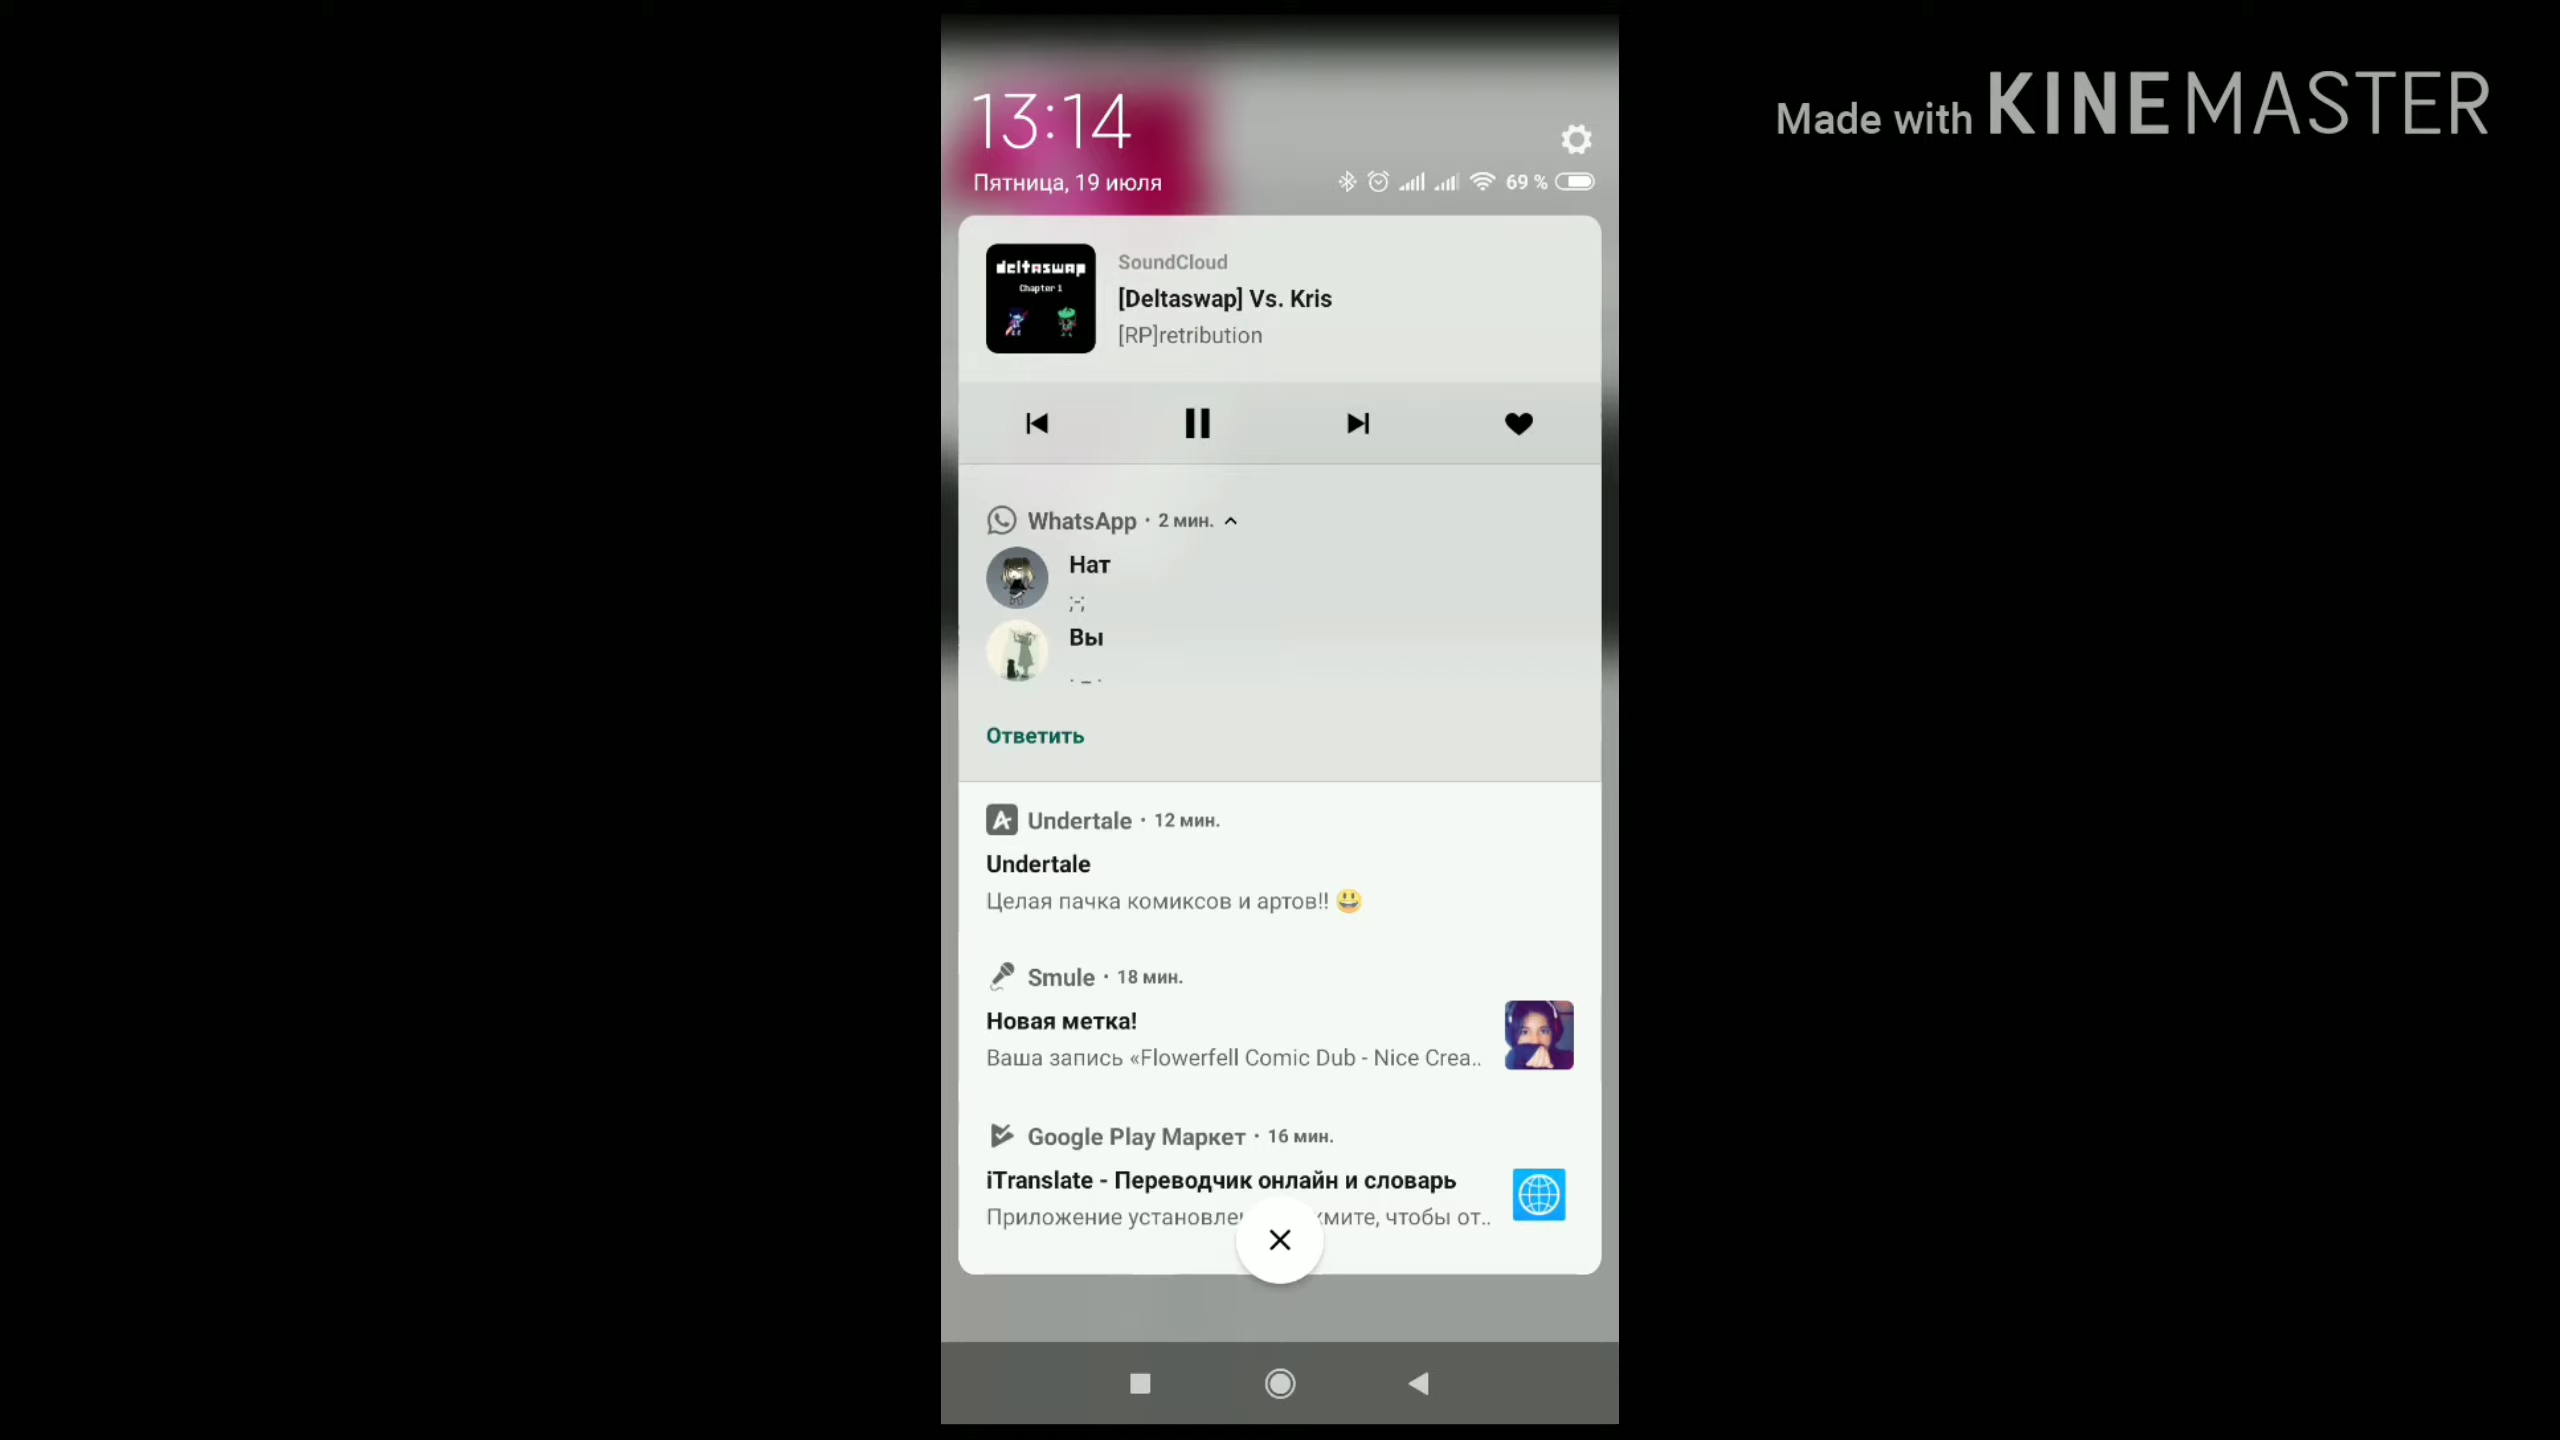 Made with KINEMASTER
13:14
Пятница, 19 июля
69 %
deltaswap
Chapter 1
SoundCloud
[Deltaswap] Vs. Kris
[RP]retribution
WhatsApp · 2 мин.
Нат
;-;
Вы
. _ .
Ответить
Undertale · 12 мин.
Undertale
Целая пачка комиксов и артов!! 😃
Smule · 18 мин.
Новая метка!
Ваша запись «Flowerfell Comic Dub - Nice Crea..
Google Play Маркет · 16 мин.
iTranslate - Переводчик онлайн и словарь
Приложение чтобы от..